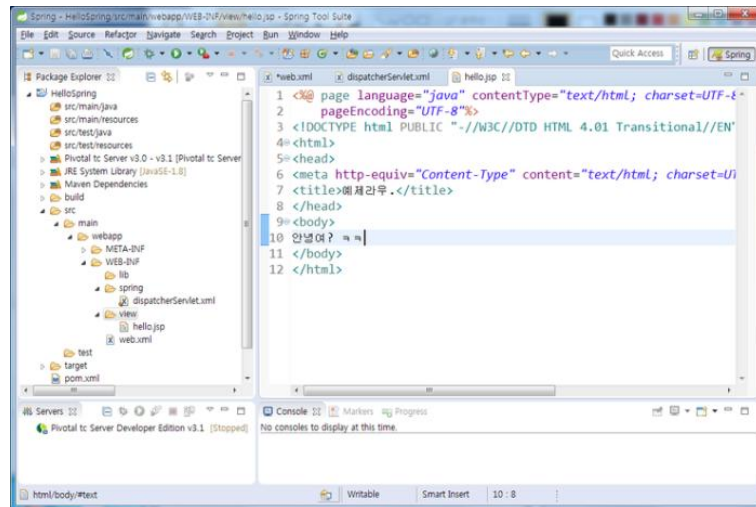 Spring - HelloSpring/src/main/webapp/WEB-INF/view/hello.jsp - Spring Tool Suite
File Edit Source Refactor Navigate Search Project Run Window Help
Quick Access
Spring
Package Explorer
*web.xml dispatcherServlet.xml hello.jsp
HelloSpring
src/main/java
src/main/resources
src/test/java
src/test/resources
Pivotal tc Server v3.0 - v3.1 [Pivotal tc Server
JRE System Library [JavaSE-1.8]
Maven Dependencies
build
src
main
webapp
META-INF
WEB-INF
lib
spring
dispatcherServlet.xml
view
hello.jsp
web.xml
test
target
pom.xml
1 <%@ page language="java" contentType="text/html; charset=UTF-8
2 pageEncoding="UTF-8"%>
3 <!DOCTYPE html PUBLIC "-//W3C//DTD HTML 4.01 Transitional//EN"
4 <html>
5 <head>
6 <meta http-equiv="Content-Type" content="text/html; charset=UT
7 <title>예제라우.</title>
8 </head>
9 <body>
10 안녈여? ㅋㅋ
11 </body>
12 </html>
Servers
Pivotal tc Server Developer Edition v3.1 [Stopped]
Console Markers Progress
No consoles to display at this time.
html/body/#text
Writable
Smart Insert
10 : 8